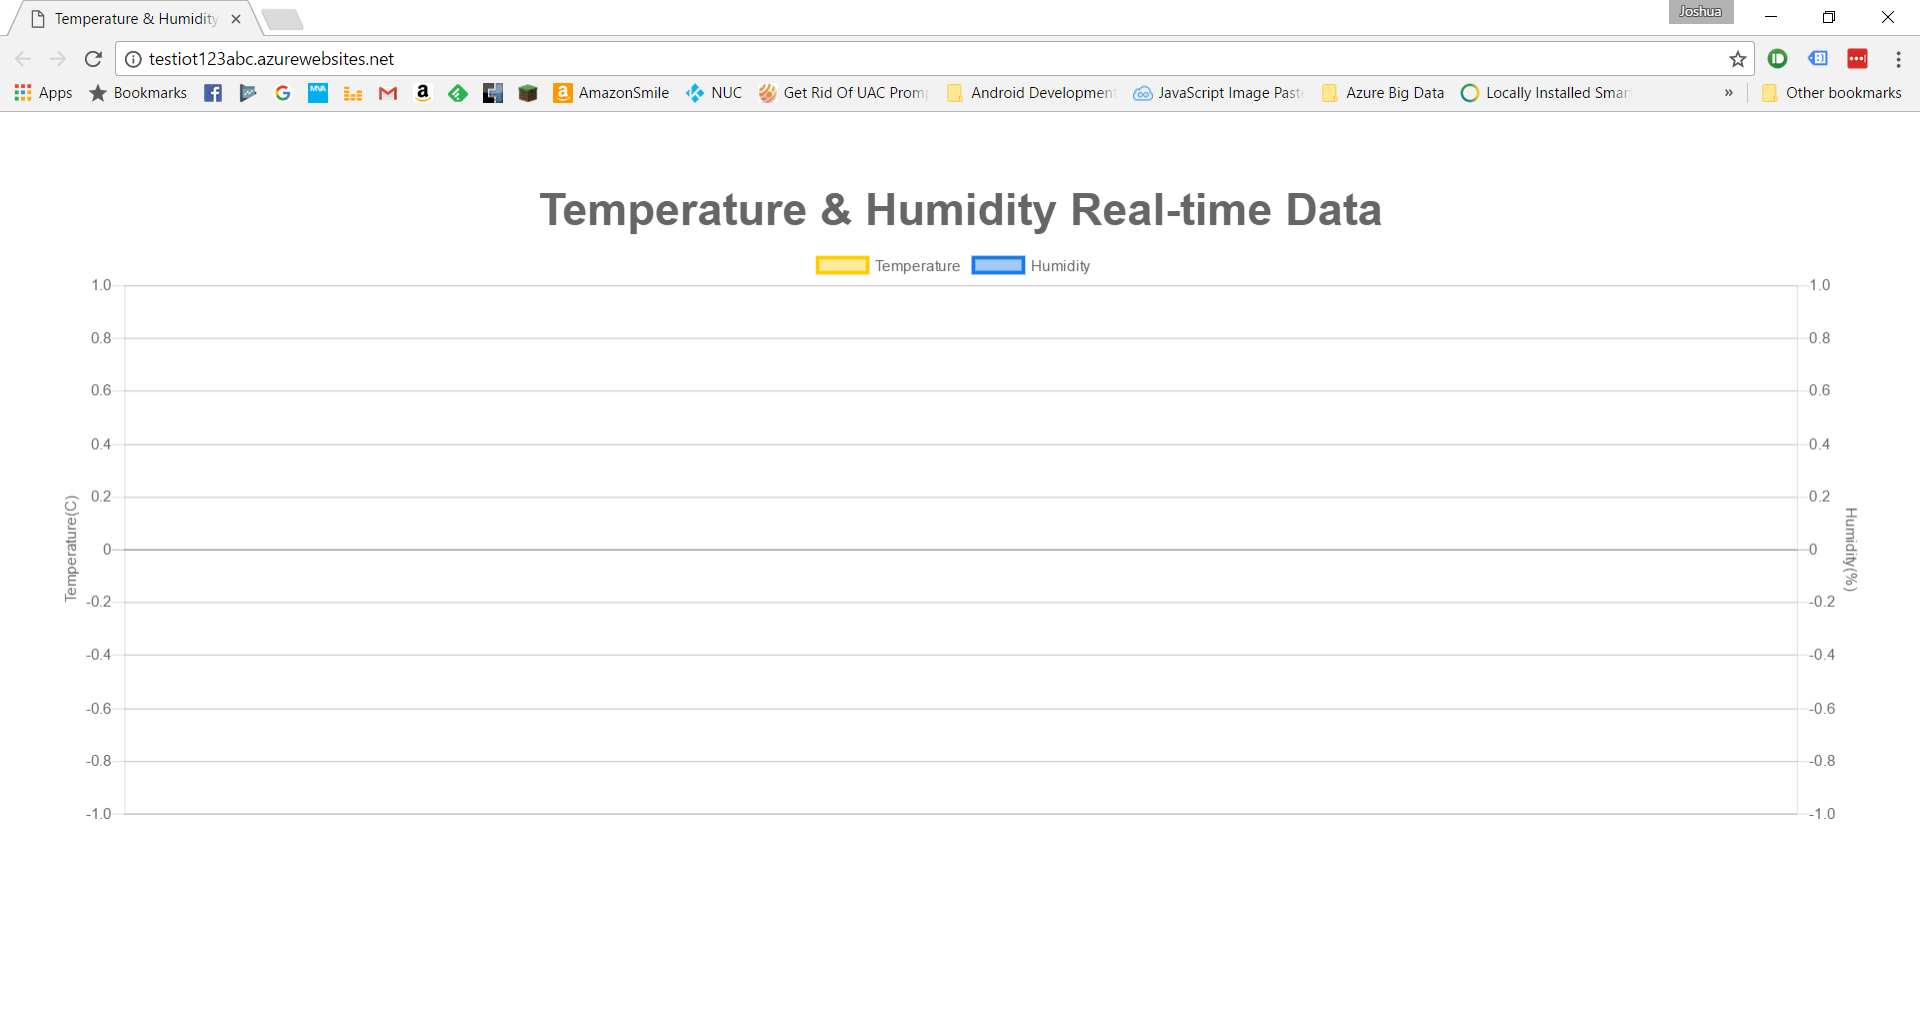 Temperature & Humidity
Joshua
testiot123abc.azurewebsites.net
Apps Bookmarks MVA AmazonSmile NUC Get Rid Of UAC Prom Android Development JavaScript Image Past Azure Big Data Locally Installed Smar » Other bookmarks
Temperature & Humidity Real-time Data
Temperature Humidity
1.0 1.0
0.8 0.8
0.6 0.6
0.4 0.4
0.2 0.2
0 0
-0.2 -0.2
-0.4 -0.4
-0.6 -0.6
-0.8 -0.8
-1.0 -1.0
Temperature(C)
Humidity(%)